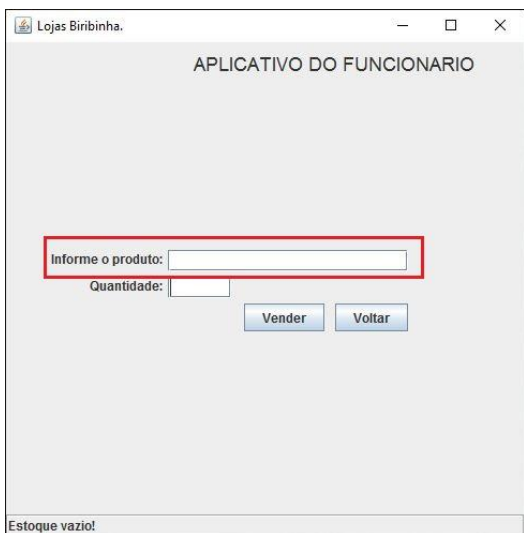 Lojas Biribinha.
APLICATIVO DO FUNCIONARIO
Informe o produto:
Quantidade:
Vender Voltar
Estoque vazio!